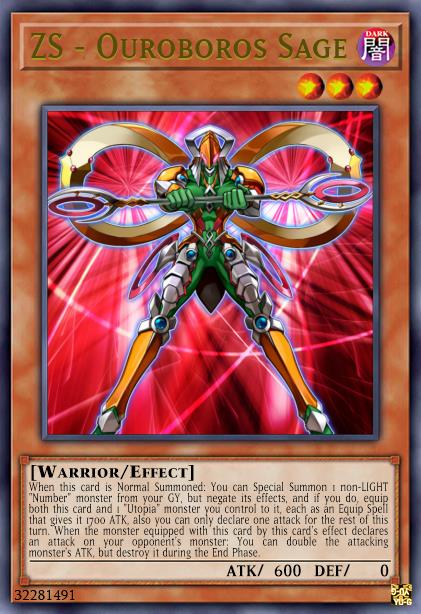 ZS - Ouroboros Sage
DARK
闇
[Warrior/Effect]
When this card is Normal Summoned: You can Special Summon 1 non-LIGHT
"Number" monster from your GY, but negate its effects, and if you do, equip
both this card and 1 "Utopia" monster you control to it, each as an Equip Spell
that gives it 1700 ATK, also you can only declare one attack for the rest of this
turn. When the monster equipped with this card by this card's effect declares
an attack on your opponent's monster: You can double the attacking
monster's ATK, but destroy it during the End Phase.
ATK/ 600 DEF/ 0
32281491